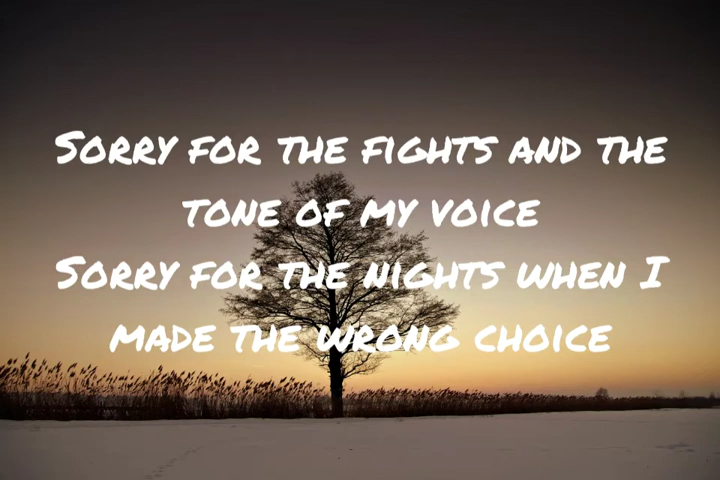 Sorry for the fights and the
tone of my voice
Sorry for the nights when I
made the wrong choice